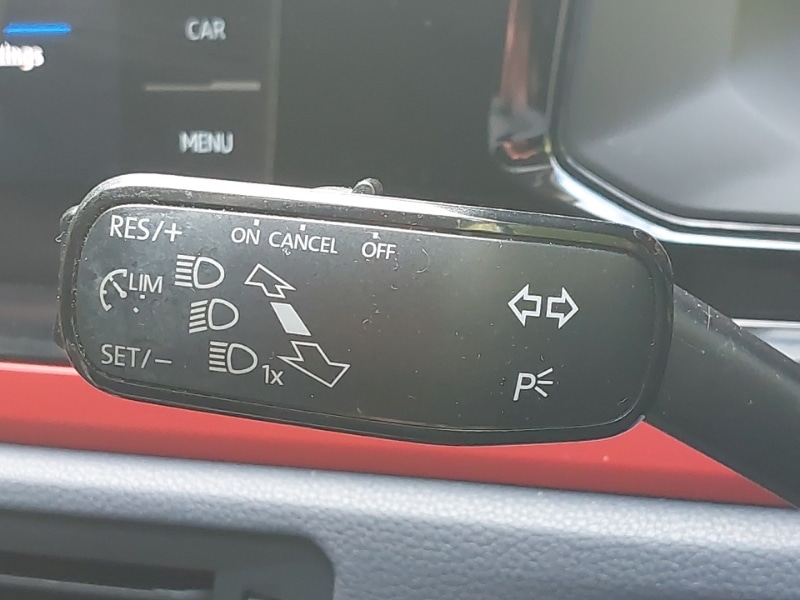 CAR
MENU
RES/+
ON CANCEL OFF
LIM
SET/-
1x
P